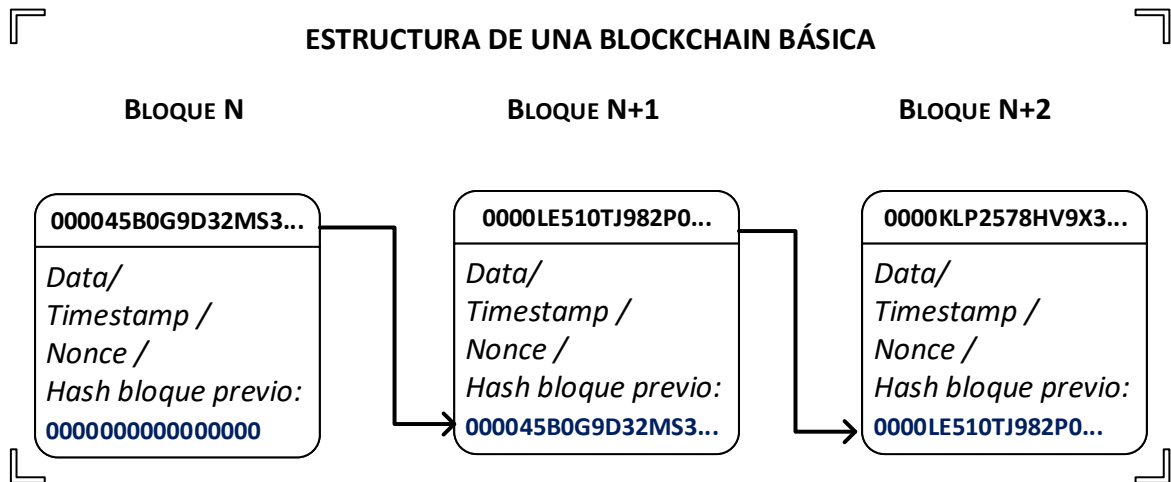 ESTRUCTURA DE UNA BLOCKCHAIN BÁSICA
BLOQUE N
BLOQUE N+1
BLOQUE N+2
000045B0G9D32MS3...
Data/
Timestamp /
Nonce /
Hash bloque previo:
0000000000000000
0000LE510TJ982P0...
Data/
Timestamp /
Nonce /
Hash bloque previo:
000045B0G9D32MS3...
0000KLP2578HV9X3...
Data/
Timestamp /
Nonce /
Hash bloque previo:
0000LE510TJ982P0...